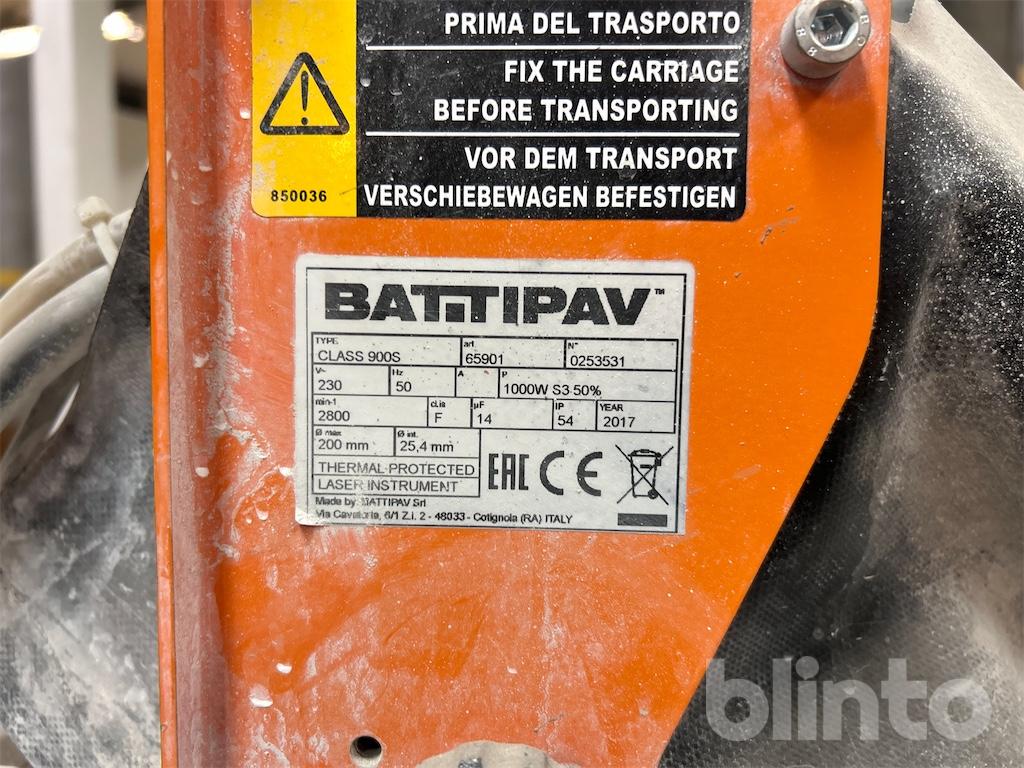 PRIMA DEL TRASPORTO
FIX THE CARRIAGE
BEFORE TRANSPORTING
VOR DEM TRANSPORT
VERSCHIEBEWAGEN BEFESTIGEN
850036
BATTIPAV™
TYPE CLASS 900S art. 65901 N° 0253531
V~ 230 Hz 50 A P 1000W S3 50%
min-1 2800 cl.is F µF 14 IP 54 YEAR 2017
Ø max 200 mm Ø int. 25,4 mm
THERMAL PROTECTED
LASER INSTRUMENT
EAC CE
Made by: BATTIPAV Srl
Via Cavatorta, 6/1 Z.i. 2 - 48033 - Cotignola (RA) ITALY
8.8
blinto